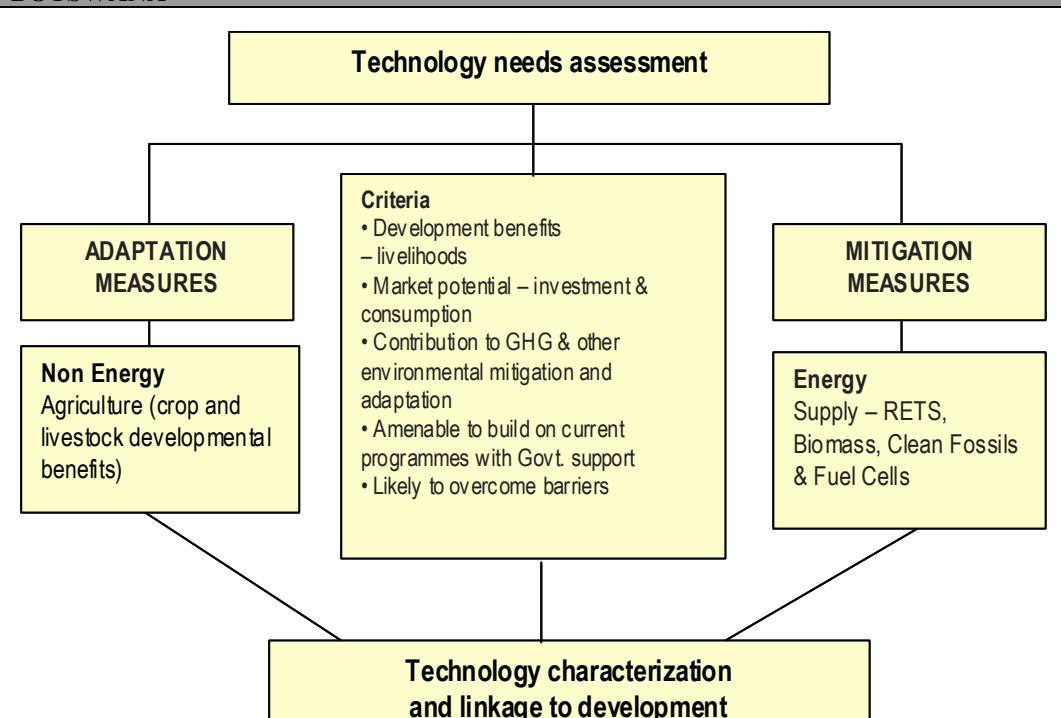 Technology needs assessment
ADAPTATION
MEASURES
Non Energy
Agriculture (crop and
livestock developmental
benefits)
Criteria
• Development benefits
– livelihoods
• Market potential – investment &
consumption
• Contribution to GHG & other
environmental mitigation and
adaptation
• Amenable to build on current
programmes with Govt. support
• Likely to overcome barriers
MITIGATION
MEASURES
Energy
Supply – RETS,
Biomass, Clean Fossils
& Fuel Cells
Technology characterization
and linkage to development